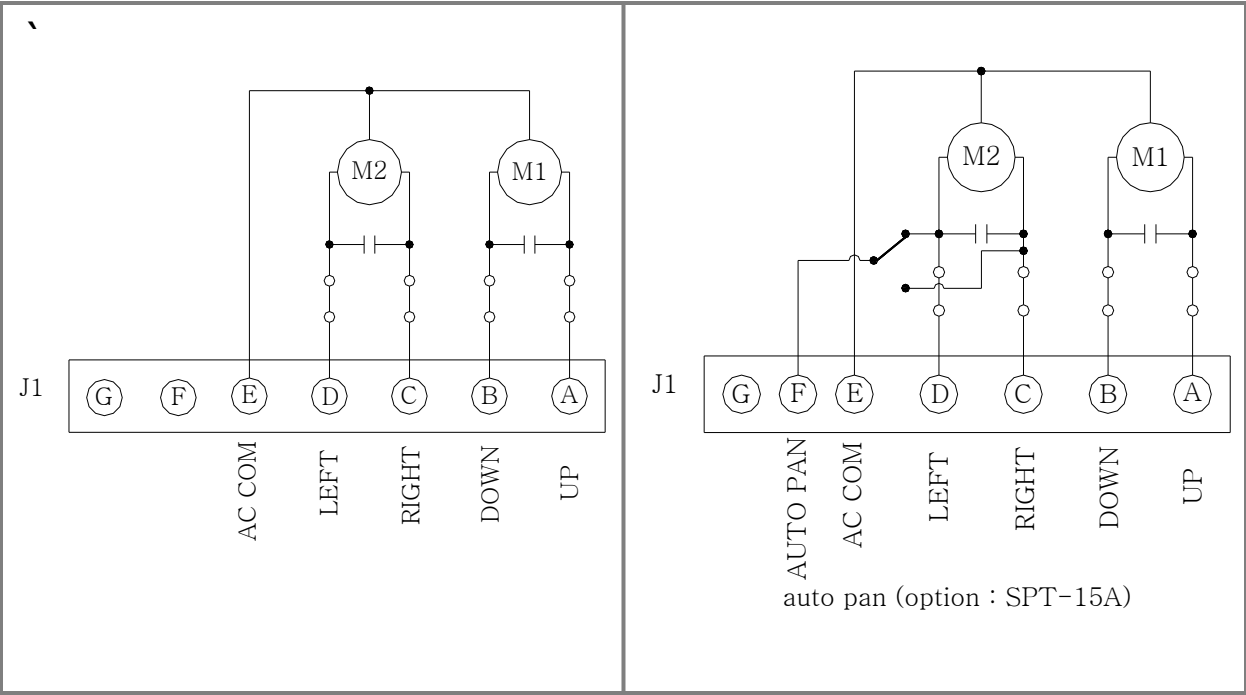 `
M2
M1
J1
G F E D C B A
AC COM
LEFT
RIGHT
DOWN
UP
M2
M1
J1
G F E D C B A
AUTO PAN
AC COM
LEFT
RIGHT
DOWN
UP
auto pan (option : SPT-15A)